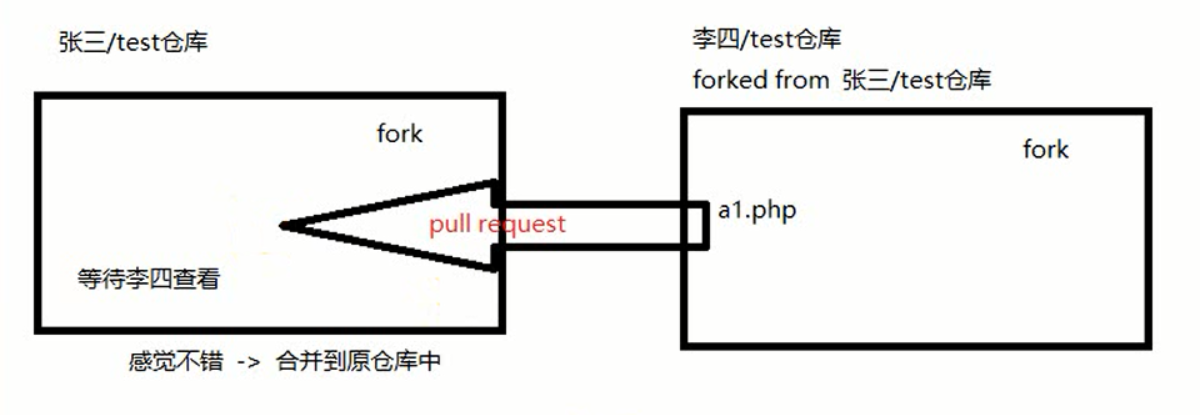 张三/test仓库
fork
pull request
等待李四查看
感觉不错 -> 合并到原仓库中
李四/test仓库
forked from 张三/test仓库
fork
a1.php